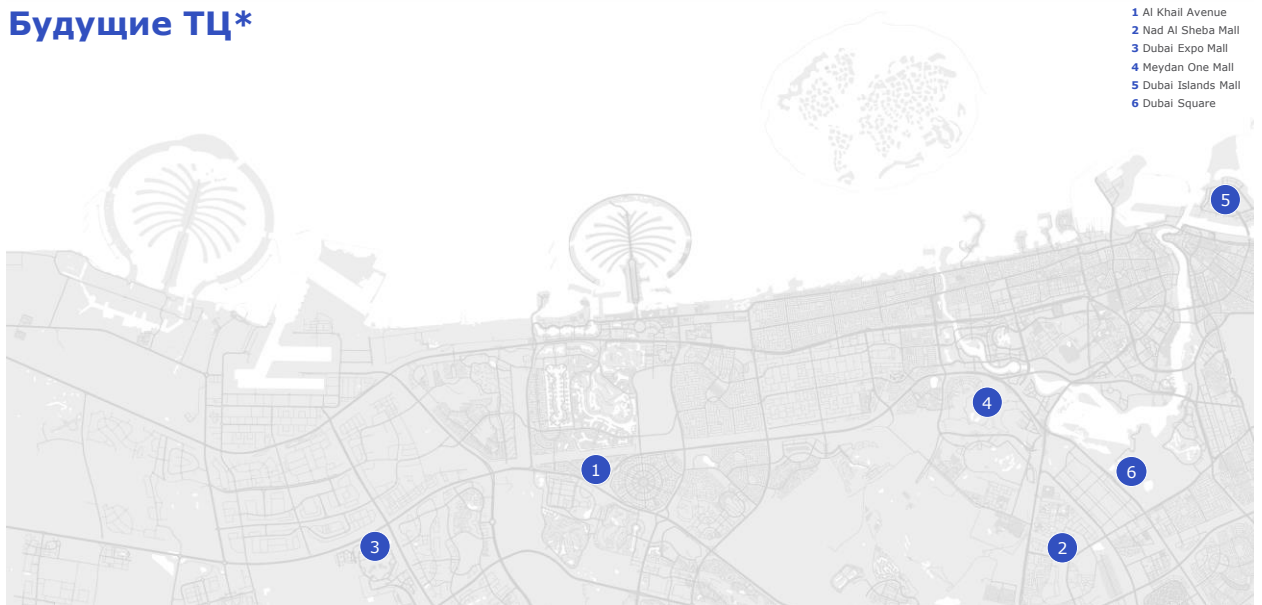 Будущие ТЦ*
1 Al Khail Avenue
2 Nad Al Sheba Mall
3 Dubai Expo Mall
4 Meydan One Mall
5 Dubai Islands Mall
6 Dubai Square
5
4
1
6
3
2